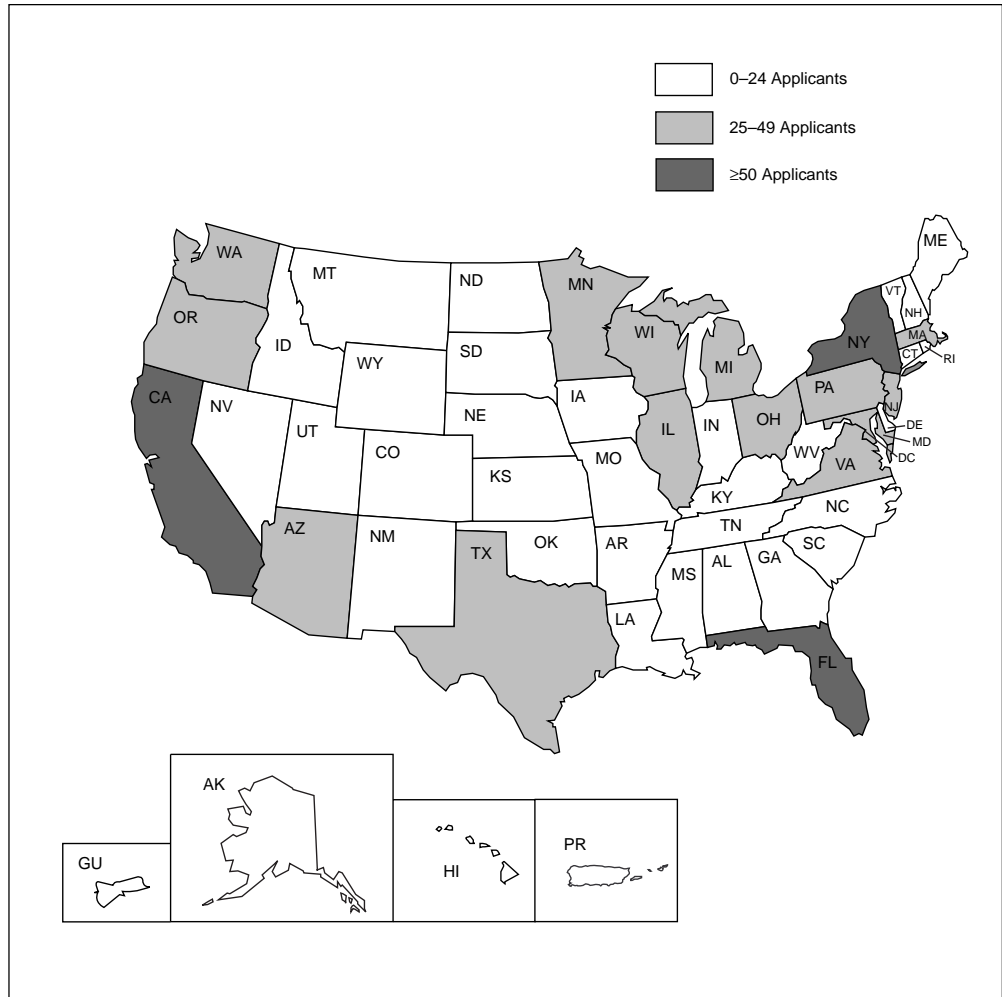 0–24 Applicants
25–49 Applicants
≥50 Applicants
ME
WA
MT
ND
MN
VT
NH
OR
WI
NY
MA
ID
SD
MI
CT
RI
WY
CA
NV
IA
PA
NJ
NE
UT
IL
IN
OH
DE
CO
MO
WV
MD
KS
VA
DC
KY
NC
AZ
NM
OK
AR
TN
TX
MS
AL
GA
SC
LA
FL
AK
GU
HI
PR